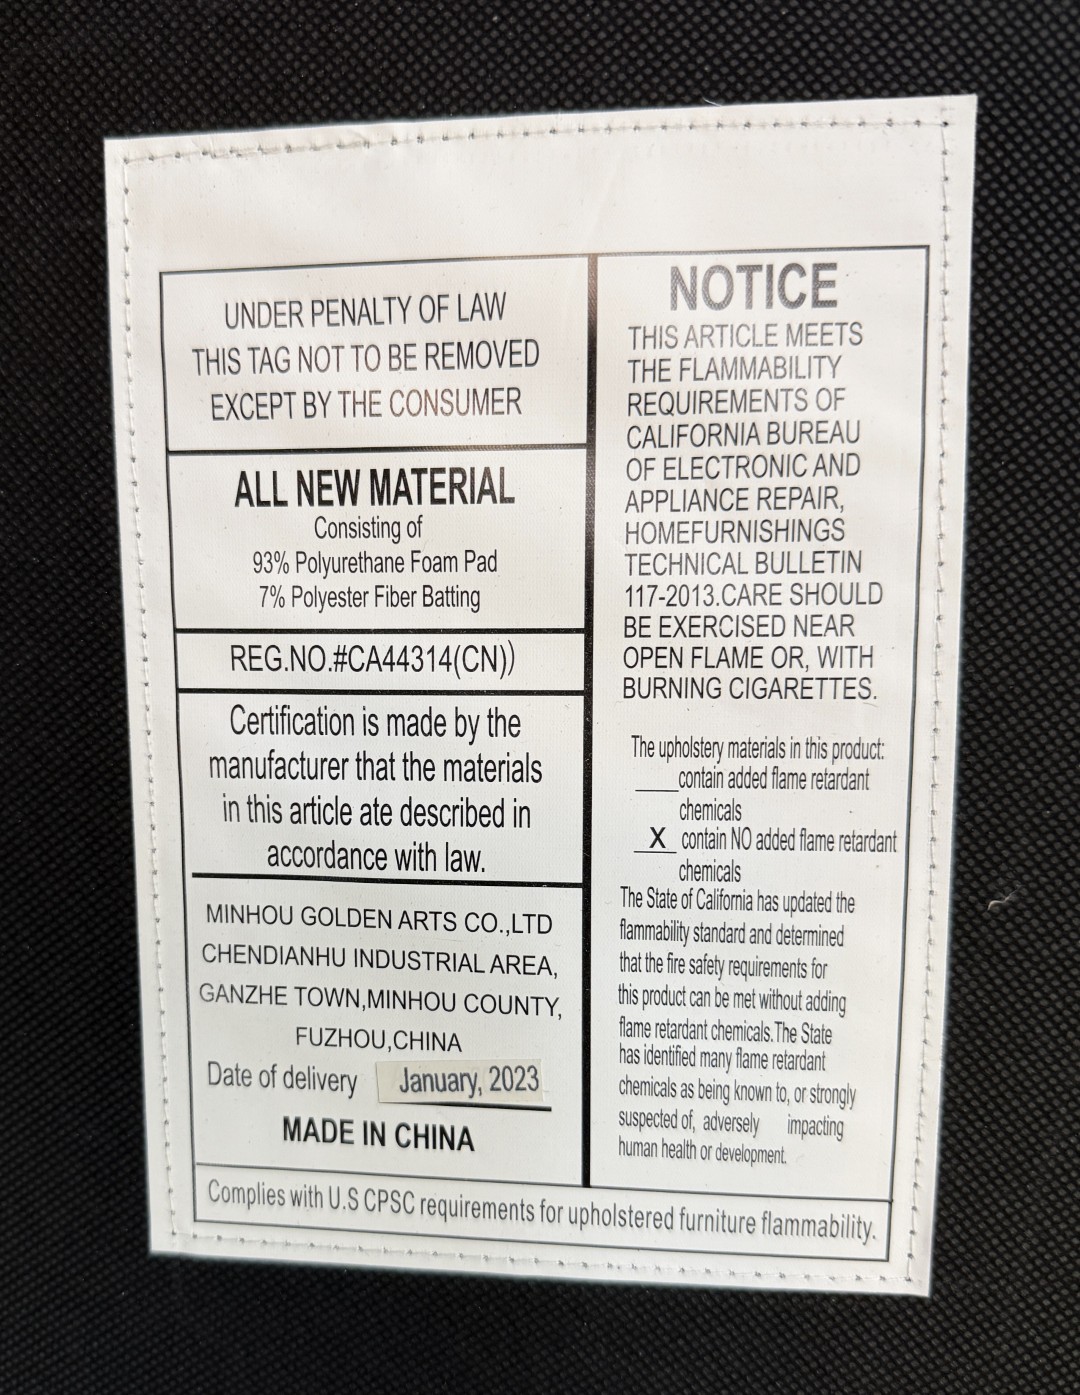 UNDER PENALTY OF LAW
THIS TAG NOT TO BE REMOVED
EXCEPT BY THE CONSUMER
ALL NEW MATERIAL
Consisting of
93% Polyurethane Foam Pad
7% Polyester Fiber Batting
REG.NO.#CA44314(CN))
Certification is made by the
manufacturer that the materials
in this article ate described in
accordance with law.
MINHOU GOLDEN ARTS CO.,LTD
CHENDIANHU INDUSTRIAL AREA,
GANZHE TOWN,MINHOU COUNTY,
FUZHOU,CHINA
Date of delivery January, 2023
MADE IN CHINA
NOTICE
THIS ARTICLE MEETS
THE FLAMMABILITY
REQUIREMENTS OF
CALIFORNIA BUREAU
OF ELECTRONIC AND
APPLIANCE REPAIR,
HOMEFURNISHINGS
TECHNICAL BULLETIN
117-2013.CARE SHOULD
BE EXERCISED NEAR
OPEN FLAME OR, WITH
BURNING CIGARETTES.
The upholstery materials in this product:
____contain added flame retardant
chemicals
X contain NO added flame retardant
chemicals
The State of California has updated the
flammability standard and determined
that the fire safety requirements for
this product can be met without adding
flame retardant chemicals.The State
has identified many flame retardant
chemicals as being known to, or strongly
suspected of, adversely impacting
human health or development.
Complies with U.S CPSC requirements for upholstered furniture flammability.